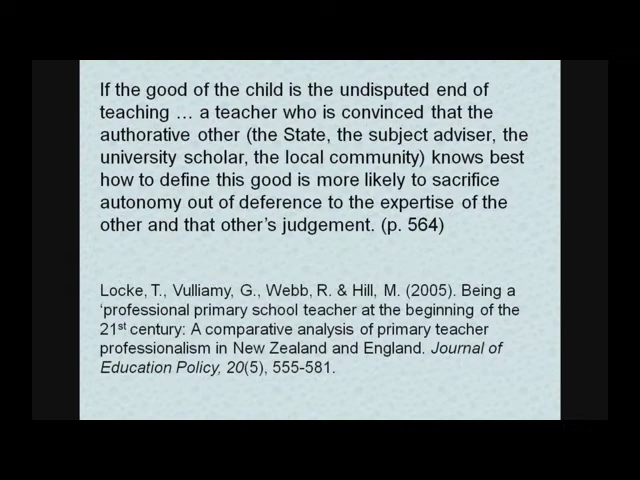 If the good of the child is the undisputed end of
teaching … a teacher who is convinced that the
authorative other (the State, the subject adviser, the
university scholar, the local community) knows best
how to define this good is more likely to sacrifice
autonomy out of deference to the expertise of the
other and that other’s judgement. (p. 564)
Locke, T., Vulliamy, G., Webb, R. & Hill, M. (2005). Being a
‘professional primary school teacher at the beginning of the
21st century: A comparative analysis of primary teacher
professionalism in New Zealand and England. Journal of
Education Policy, 20(5), 555-581.